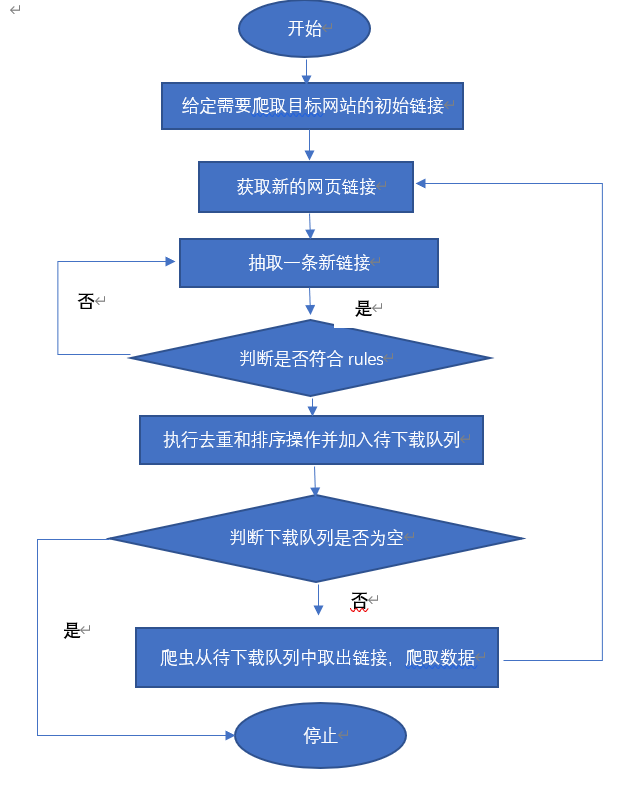 开始
给定需要爬取目标网站的初始链接
获取新的网页链接
抽取一条新链接
否
是
判断是否符合 rules
执行去重和排序操作并加入待下载队列
判断下载队列是否为空
否
是
爬虫从待下载队列中取出链接，爬取数据
停止